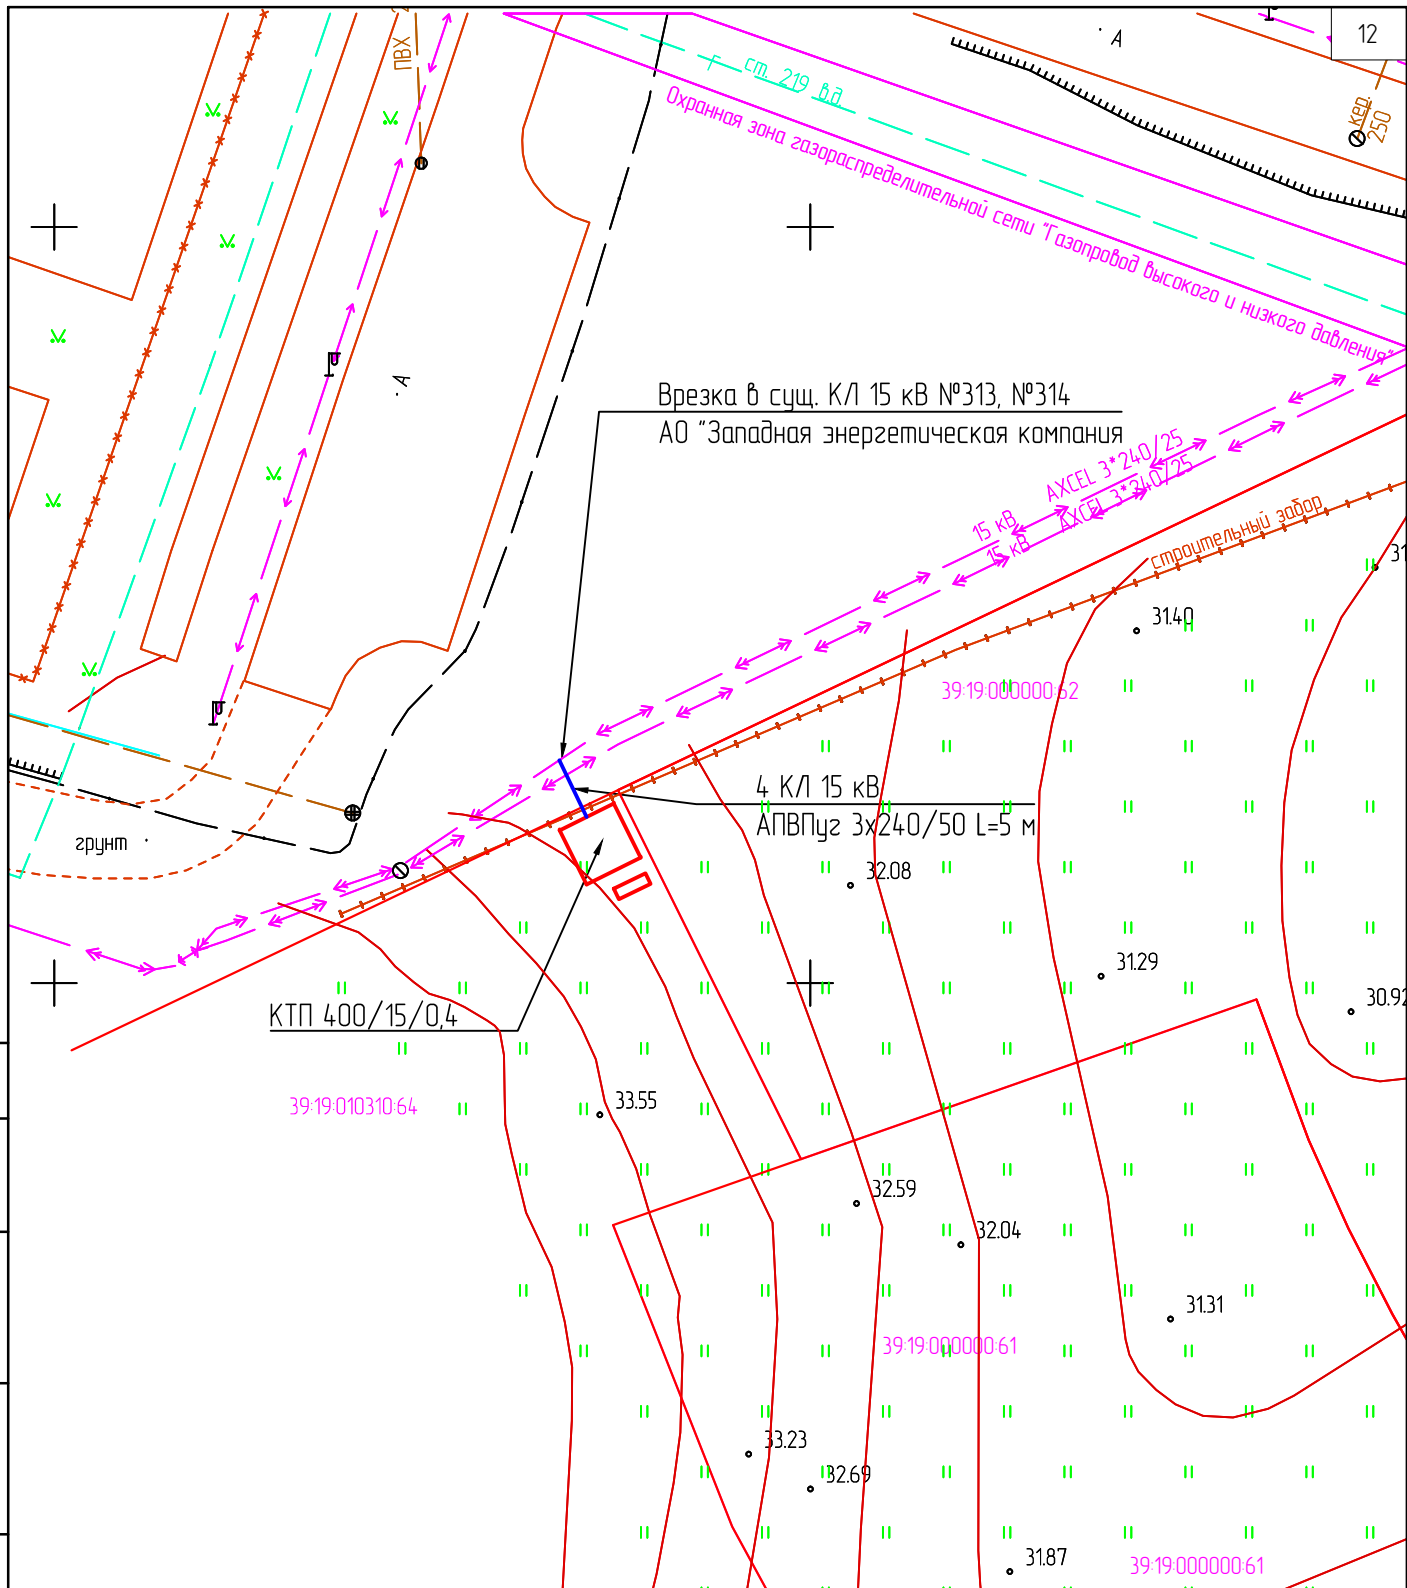 12
ПВХ
А
Г
ст. 219 в.д.
кер.
250
Охранная зона газораспределительной сети "Газопровод высокого и низкого давления"
А
Врезка в сущ. КЛ 15 кВ №313, №314
АО "Западная энергетическая компания
AXCEL 3*240/25
AXCEL 3*240/25
15 кВ
15 кВ
строительный забор
31.40
39:19:000000:62
4 КЛ 15 кВ
АПВПуг 3х240/50 L=5 м
грунт
32.08
31.29
30.92
КТП 400/15/0,4
39:19:010310:64
33.55
32.59
32.04
31.31
39:19:000000:61
33.23
32.69
31.87
39:19:000000:61